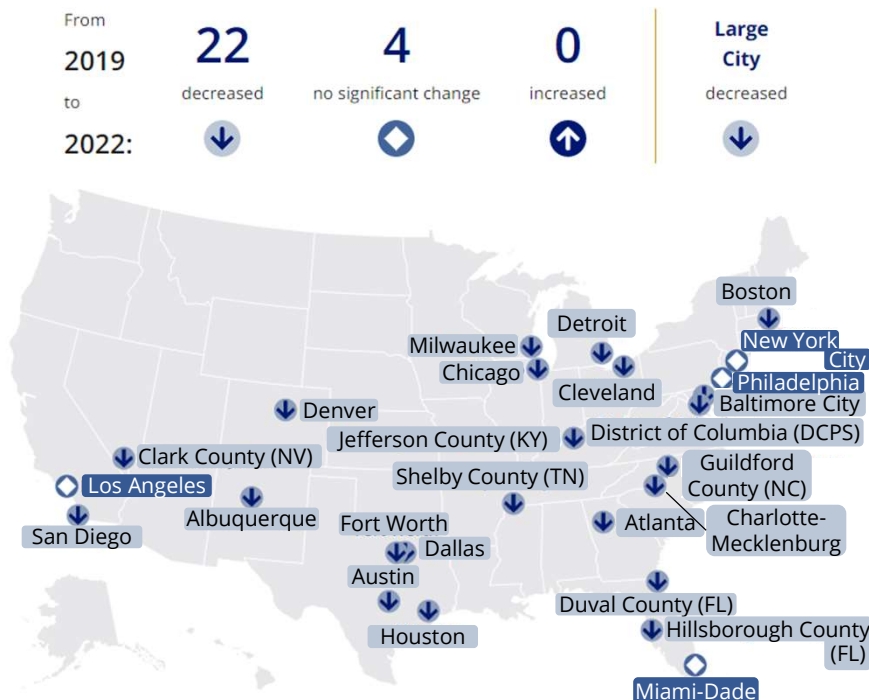 From
2019
to
2022:
22
decreased
4
no significant change
0
increased
Large
City
decreased
Boston
Detroit
New York
City
Milwaukee
Chicago
Cleveland
Philadelphia
Baltimore City
Denver
Jefferson County (KY)
District of Columbia (DCPS)
Clark County (NV)
Guildford
County (NC)
Shelby County (TN)
Los Angeles
Albuquerque
Fort Worth
Atlanta
Charlotte-
Mecklenburg
San Diego
Dallas
Austin
Duval County (FL)
Houston
Hillsborough County
(FL)
Miami-Dade